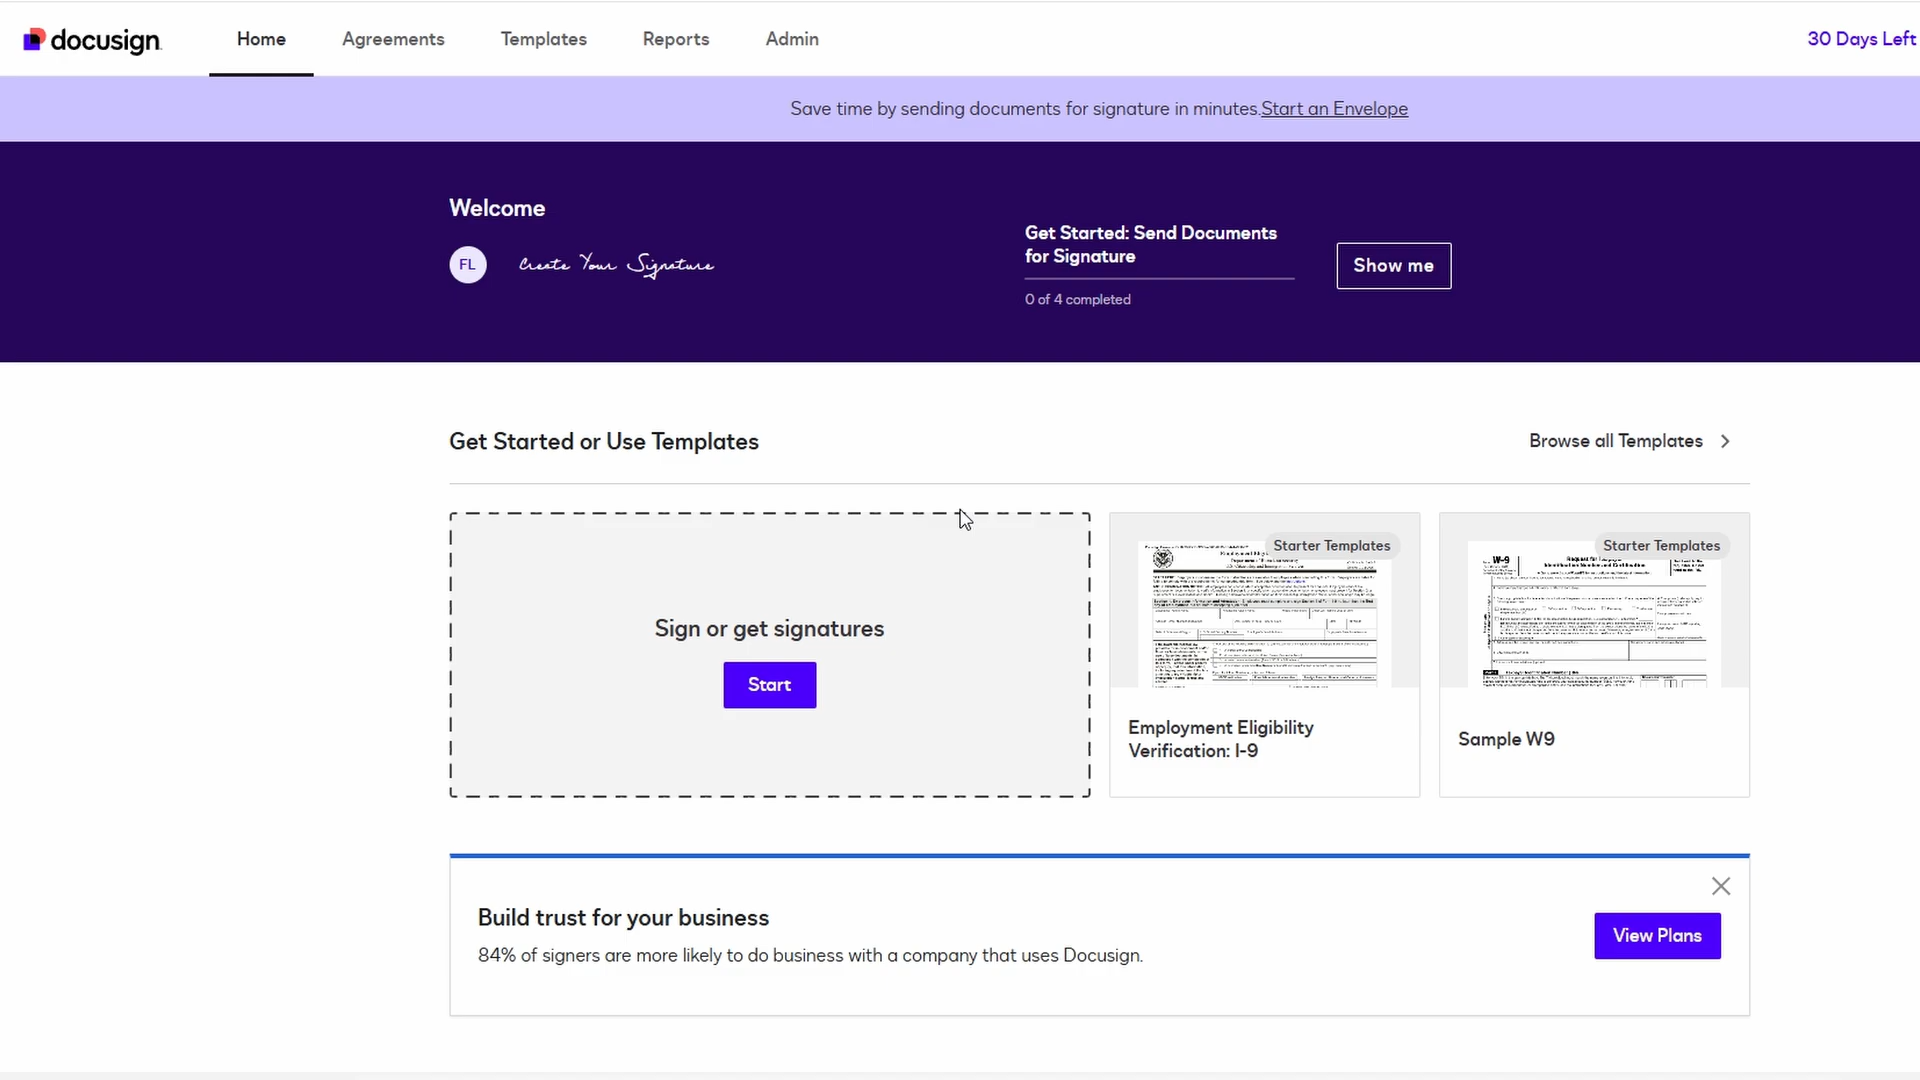 docusign
Home
Agreements
Templates
Reports
Admin
30 Days Left
Save time by sending documents for signature in minutes.Start an Envelope
Welcome
FL
Create Your Signature
Get Started: Send Documents
for Signature
0 of 4 completed
Show me
Get Started or Use Templates
Browse all Templates
Sign or get signatures
Start
Starter Templates
Employment Eligibility
Verification: I-9
Starter Templates
W-9
Sample W9
Build trust for your business
84% of signers are more likely to do business with a company that uses Docusign.
View Plans